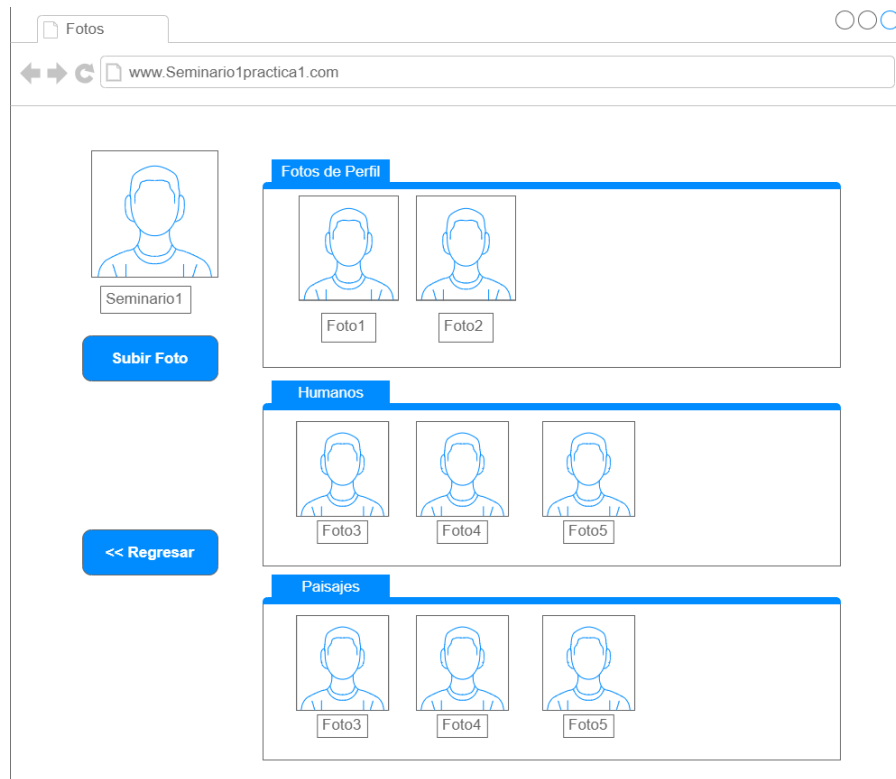 Fotos
www.Seminario1practica1.com
Seminario1
Subir Foto
<< Regresar
Fotos de Perfil
Foto1
Foto2
Humanos
Foto3
Foto4
Foto5
Paisajes
Foto3
Foto4
Foto5